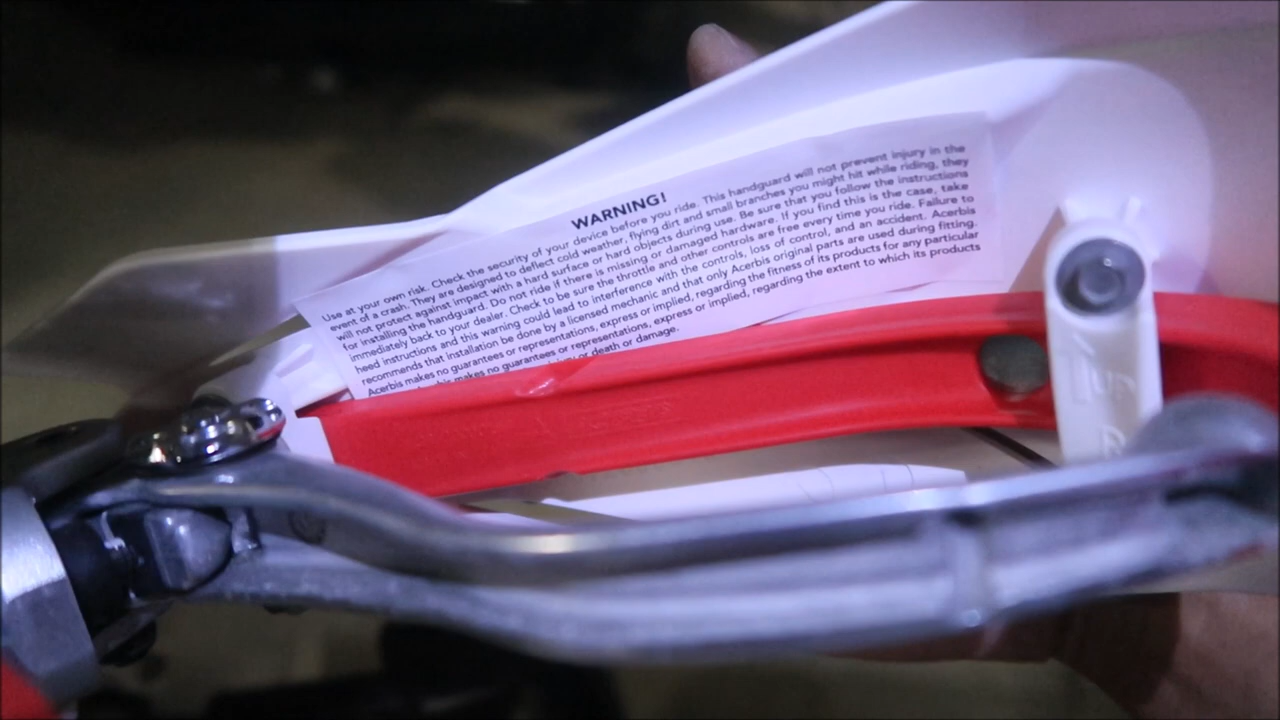 WARNING!
Use at your own risk. Check the security of your device before you ride. This handguard will not prevent injury in the
event of a crash. They are designed to deflect cold weather, flying dirt and small branches you might hit while riding, they
will not protect against impact with a hard surface or hard objects during use. Be sure that you follow the instructions
for installing the handguard. Do not ride if there is missing or damaged hardware. If you find this is the case, take
immediately back to your dealer. Check to be sure the throttle and other controls are free every time you ride. Failure to
heed instructions and this warning could lead to interference with the controls, loss of control, and an accident. Acerbis
recommends that installation be done by a licensed mechanic and that only Acerbis original parts are used during fitting.
Acerbis makes no guarantees or representations, express or implied, regarding the fitness of its products for any particular
makes no guarantees or representations, express or implied, regarding the extent to which its products
or death or damage.
R